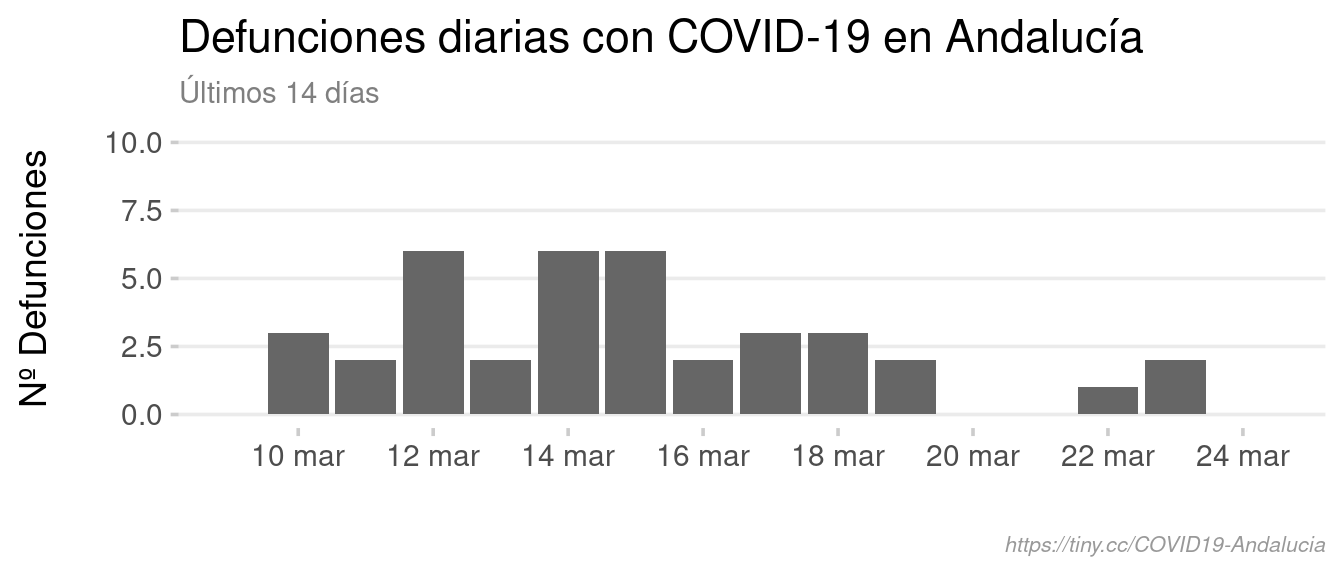 Defunciones diarias con COVID-19 en Andalucía
Últimos 14 días
Nº Defunciones
10.0
7.5
5.0
2.5
0.0
10 mar 12 mar 14 mar 16 mar 18 mar 20 mar 22 mar 24 mar
https://tiny.cc/COVID19-Andalucia